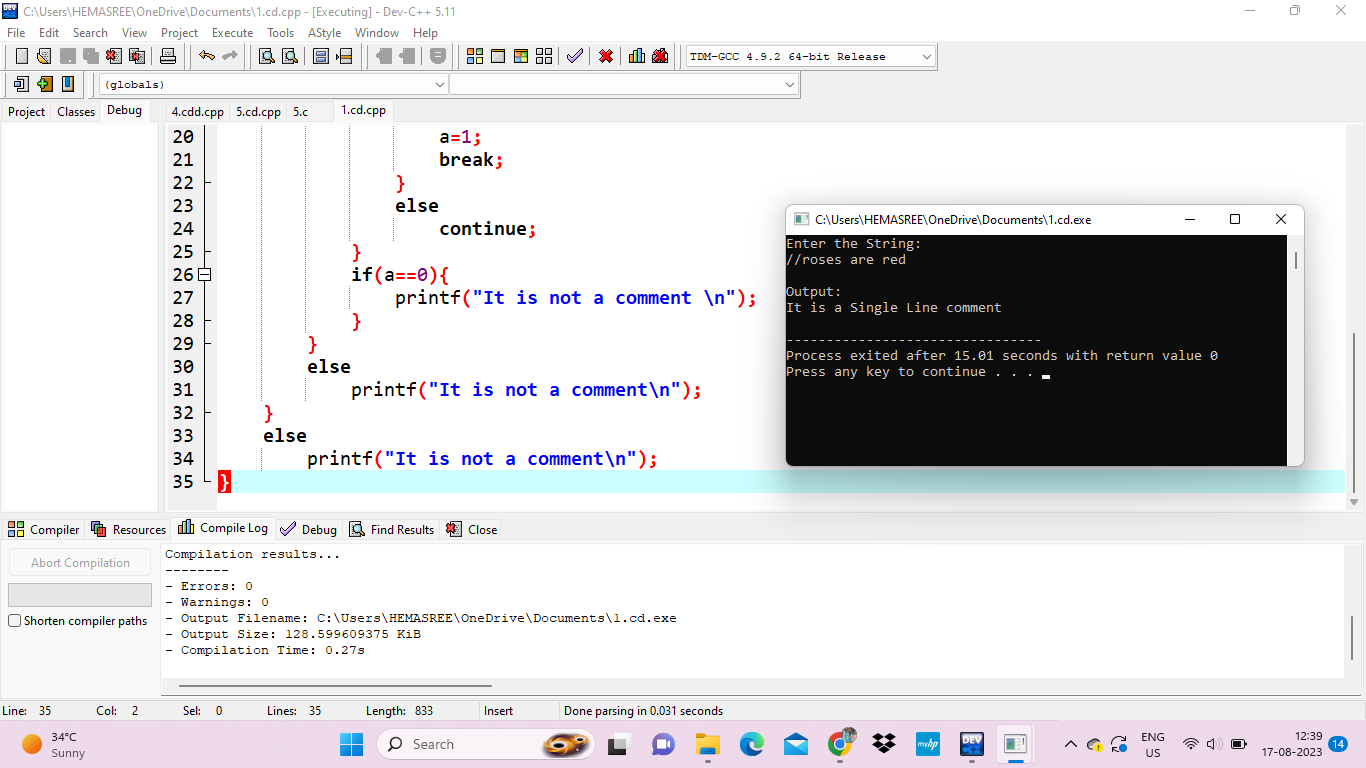 C:\Users\HEMASREE\OneDrive\Documents\1.cd.cpp - [Executing] - Dev-C++ 5.11
File Edit Search View Project Execute Tools AStyle Window Help
TDM-GCC 4.9.2 64-bit Release
(globals)
Project Classes Debug 4.cdd.cpp 5.cd.cpp 5.c 1.cd.cpp
20 a=1;
21 break;
22 }
23 else
24 continue;
25 }
26 if(a==0){
27 printf("It is not a comment \n");
28 }
29 }
30 else
31 printf("It is not a comment\n");
32 }
33 else
34 printf("It is not a comment\n");
35 }
C:\Users\HEMASREE\OneDrive\Documents\1.cd.exe
Enter the String:
//roses are red
Output:
It is a Single Line comment
--------------------------------
Process exited after 15.01 seconds with return value 0
Press any key to continue . . .
Compiler Resources Compile Log Debug Find Results Close
Abort Compilation
Shorten compiler paths
Compilation results...
--------
- Errors: 0
- Warnings: 0
- Output Filename: C:\Users\HEMASREE\OneDrive\Documents\1.cd.exe
- Output Size: 128.599609375 KiB
- Compilation Time: 0.27s
Line: 35 Col: 2 Sel: 0 Lines: 35 Length: 833 Insert Done parsing in 0.031 seconds
34°C
Sunny
Search
DEV
myhp
DEV
ENG
US
12:39
17-08-2023
14